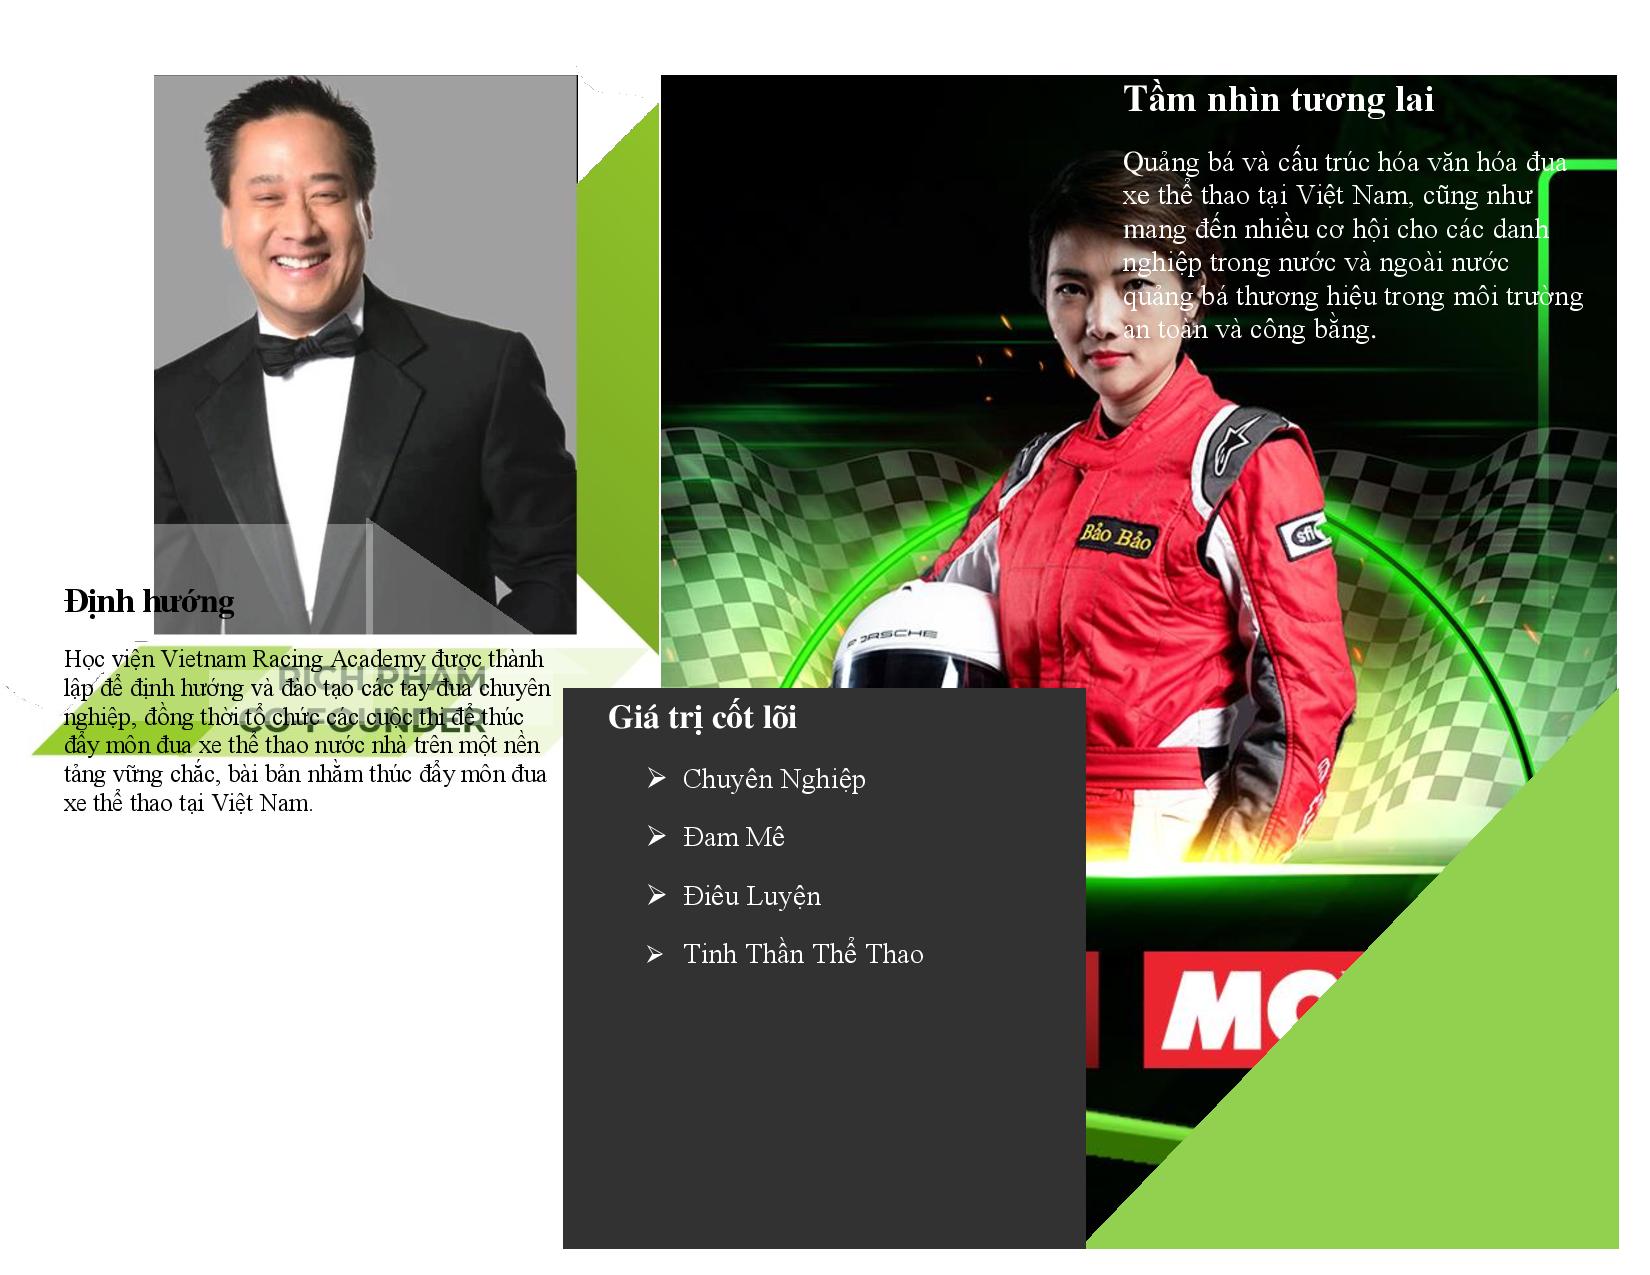 Định hướng
Học viện Vietnam Racing Academy được thành
lập để định hướng và đào tạo các tay đua chuyên
nghiệp, đồng thời tổ chức các cuộc thi để thúc
đẩy môn đua xe thể thao nước nhà trên một nền
tảng vững chắc, bài bản nhằm thúc đẩy môn đua
xe thể thao tại Việt Nam.
RICH PHAM
CO-FOUNDER
Tầm nhìn tương lai
Quảng bá và cấu trúc hóa văn hóa đua
xe thể thao tại Việt Nam, cũng như
mang đến nhiều cơ hội cho các danh
nghiệp trong nước và ngoài nước
quảng bá thương hiệu trong môi trường
an toàn và công bằng.
Bảo Bảo
sfi
PORSCHE
Giá trị cốt lõi
Chuyên Nghiệp
Đam Mê
Điêu Luyện
Tinh Thần Thể Thao